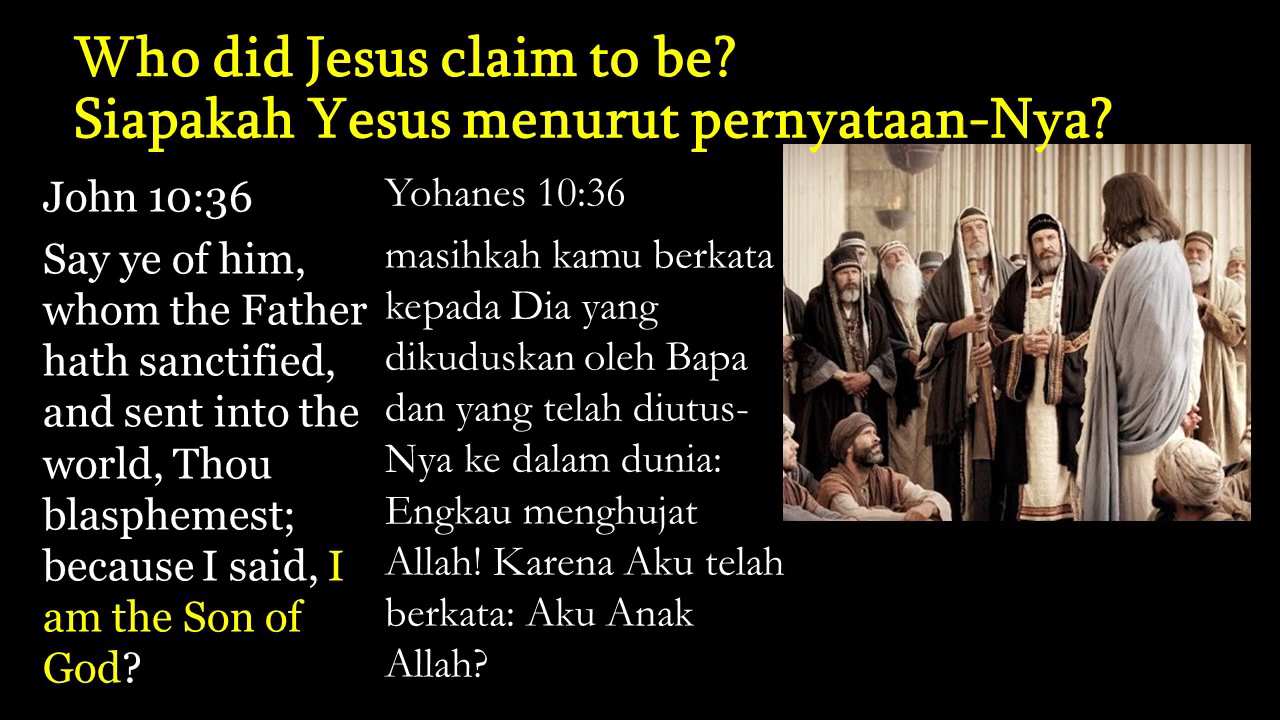 Who did Jesus claim to be?
Siapakah Yesus menurut pernyataan-Nya?
John 10:36
Say ye of him,
whom the Father
hath sanctified,
and sent into the
world, Thou
blasphemest;
because I said, I
am the Son of
God?
Yohanes 10:36
masihkah kamu berkata
kepada Dia yang
dikuduskan oleh Bapa
dan yang telah diutus-
Nya ke dalam dunia:
Engkau menghujat
Allah! Karena Aku telah
berkata: Aku Anak
Allah?